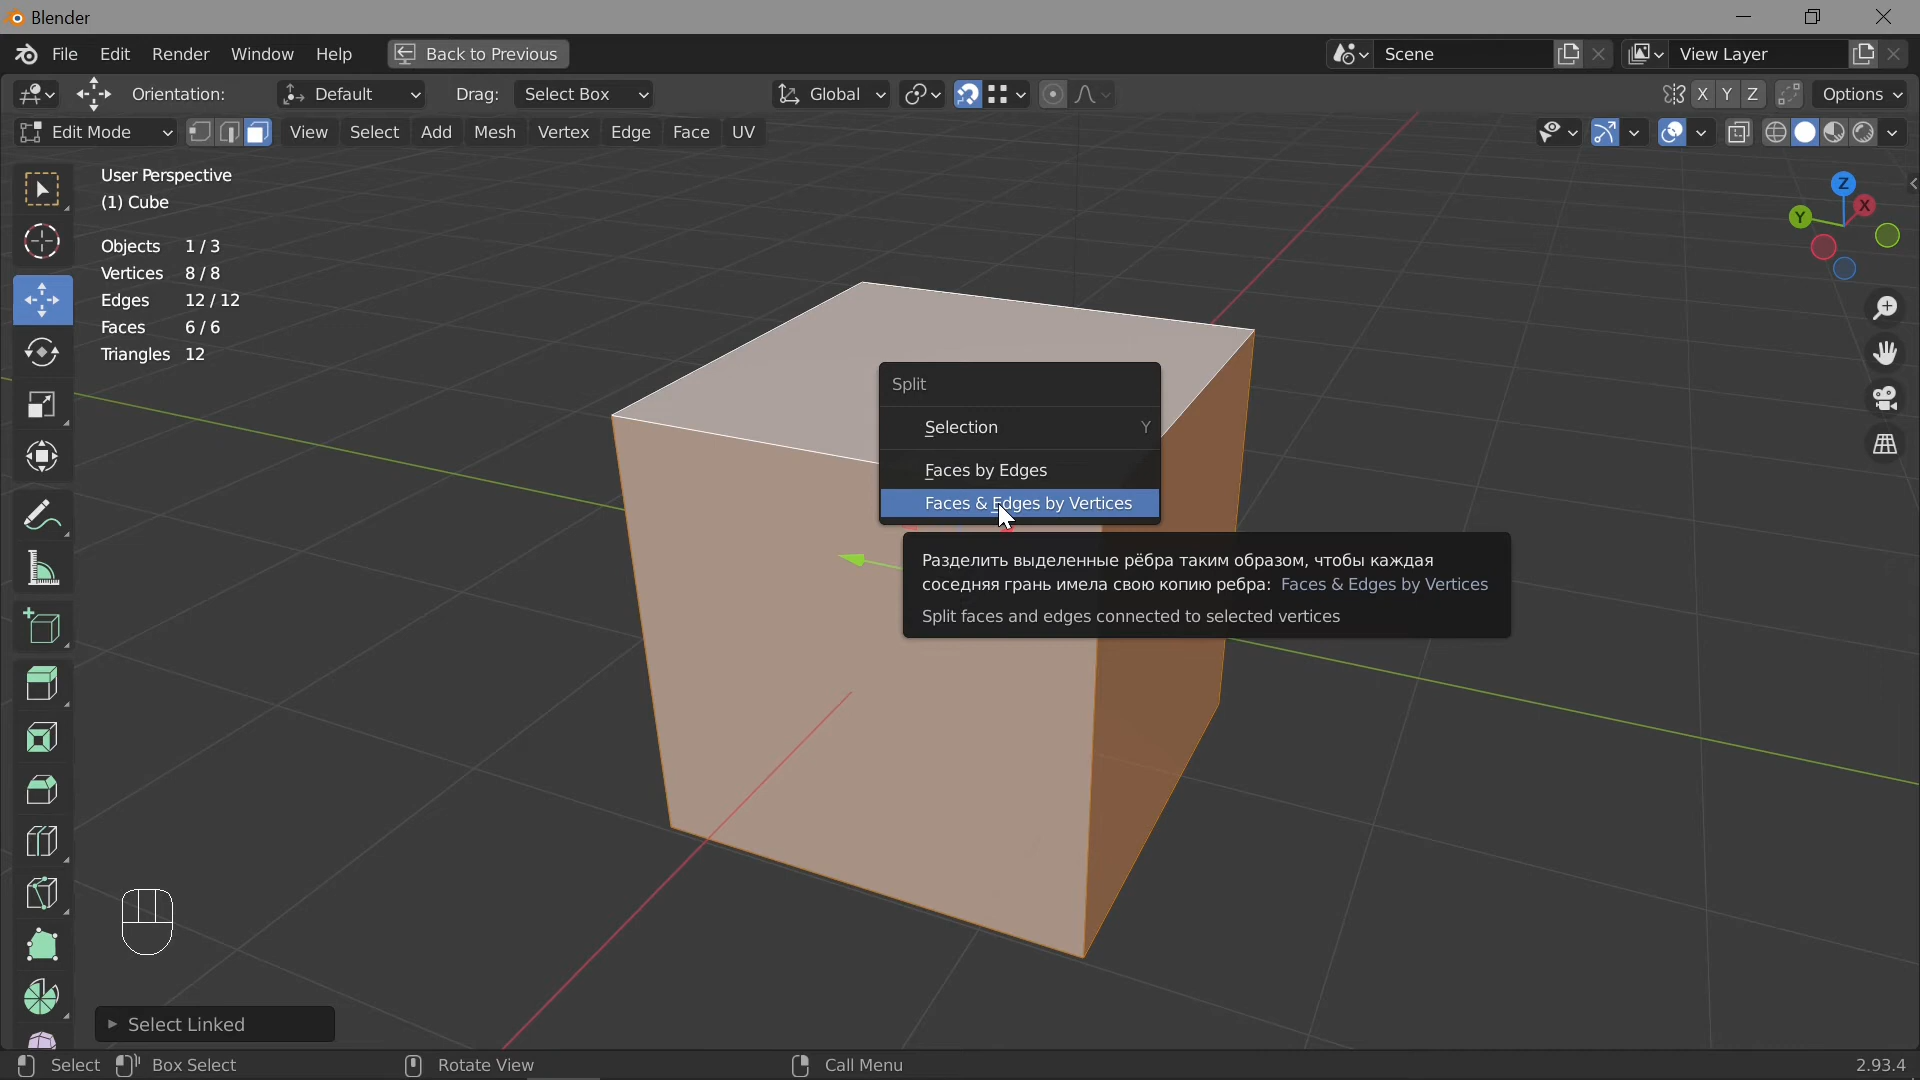 Blender
File Edit Render Window Help Back to Previous Scene View Layer
Orientation: Default Drag: Select Box Global X Y Z Options
Edit Mode View Select Add Mesh Vertex Edge Face UV
User Perspective
(1) Cube
Objects 1 / 3
Vertices 8 / 8
Edges 12 / 12
Faces 6 / 6
Triangles 12
Z
X
Y
Split
Selection Y
Faces by Edges
Faces & Edges by Vertices
Разделить выделенные рёбра таким образом, чтобы каждая
соседняя грань имела свою копию ребра: Faces & Edges by Vertices
Split faces and edges connected to selected vertices
Select Linked
Select Box Select Rotate View Call Menu 2.93.4